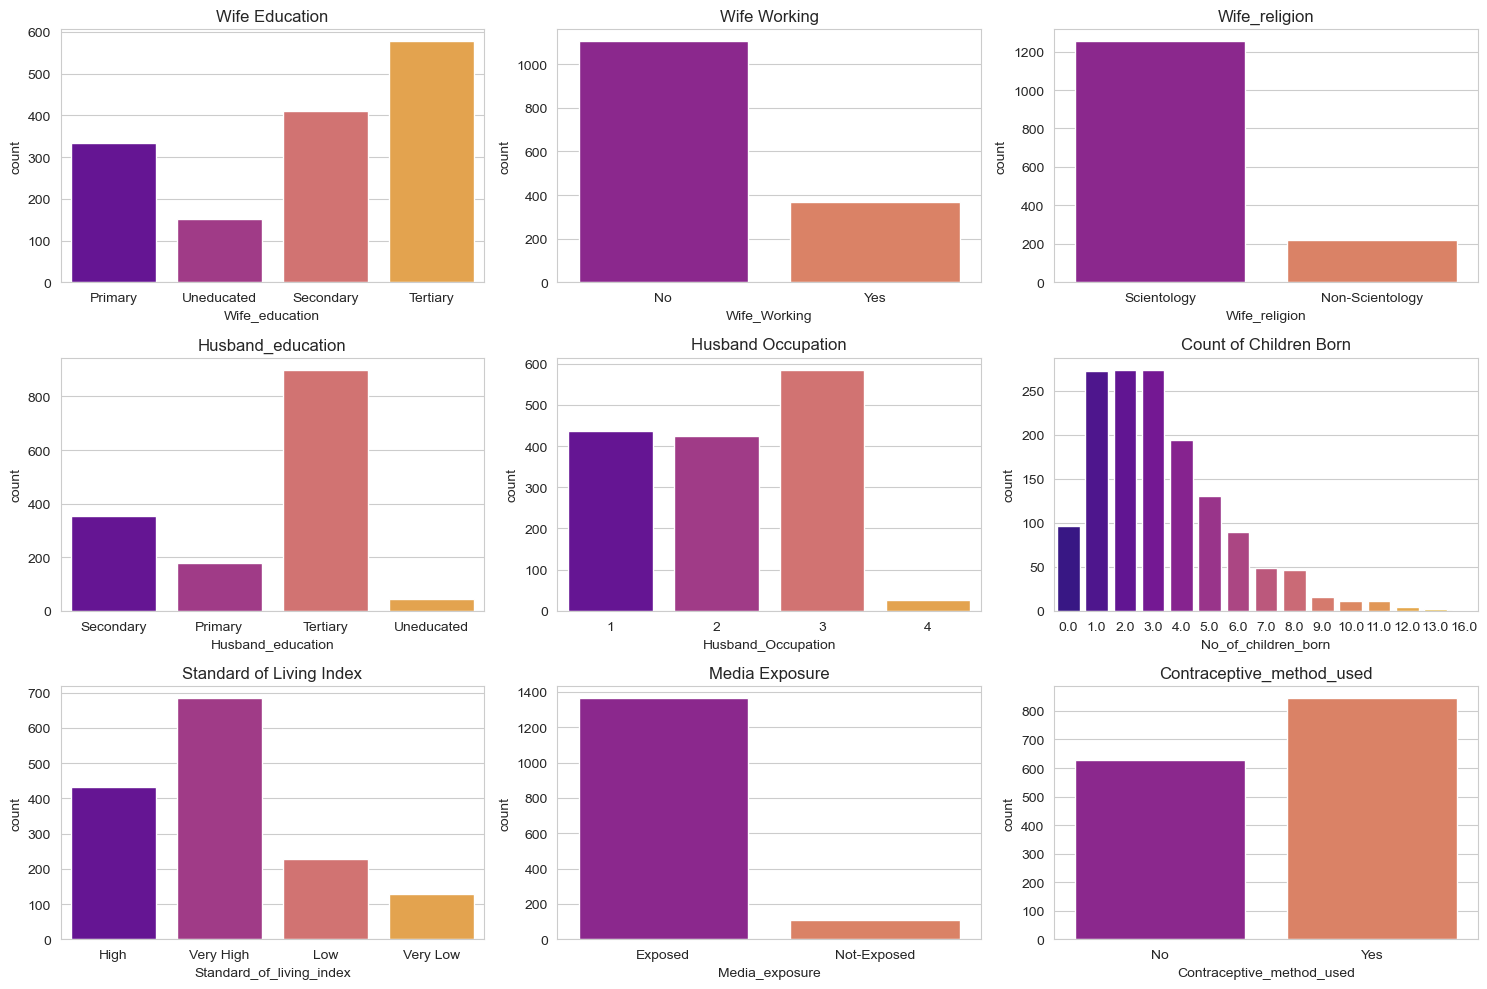 Wife Education
600
500
400
300
200
100
0
count
Primary Uneducated Secondary Tertiary
Wife_education
Wife Working
1000
800
600
400
200
0
count
No Yes
Wife_Working
Wife_religion
1200
1000
800
600
400
200
0
count
Scientology Non-Scientology
Wife_religion
Husband_education
800
600
400
200
0
count
Secondary Primary Tertiary Uneducated
Husband_education
Husband Occupation
600
500
400
300
200
100
0
count
1 2 3 4
Husband_Occupation
Count of Children Born
250
200
150
100
50
0
count
0.0 1.0 2.0 3.0 4.0 5.0 6.0 7.0 8.0 9.0 10.0 11.0 12.0 13.0 16.0
No_of_children_born
Standard of Living Index
700
600
500
400
300
200
100
0
count
High Very High Low Very Low
Standard_of_living_index
Media Exposure
1400
1200
1000
800
600
400
200
0
count
Exposed Not-Exposed
Media_exposure
Contraceptive_method_used
800
700
600
500
400
300
200
100
0
count
No Yes
Contraceptive_method_used